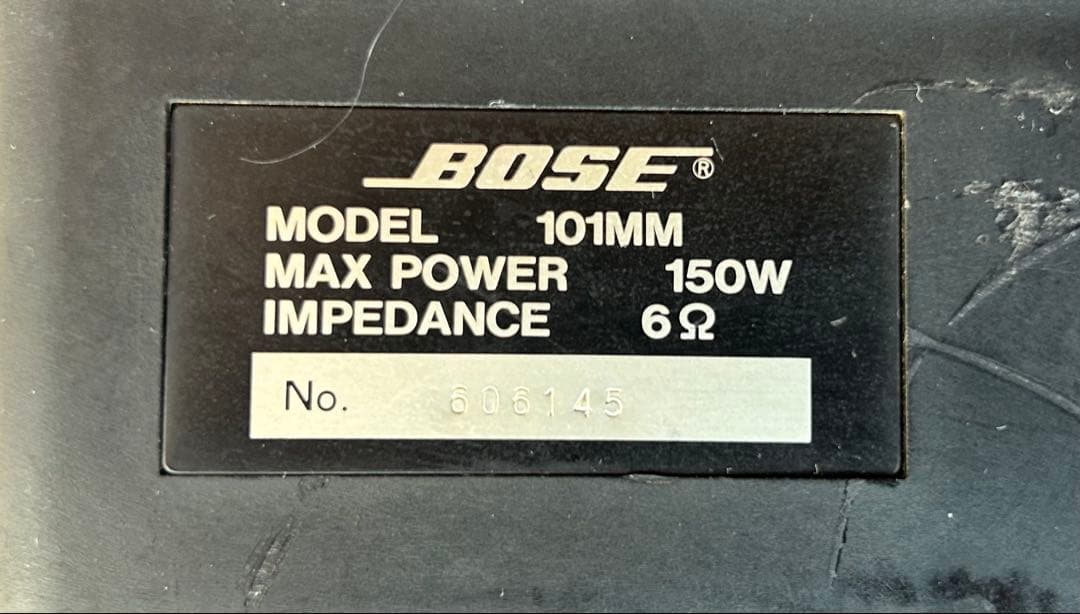 BOSE®
MODEL 101MM
MAX POWER 150W
IMPEDANCE 6Ω
No. 606145